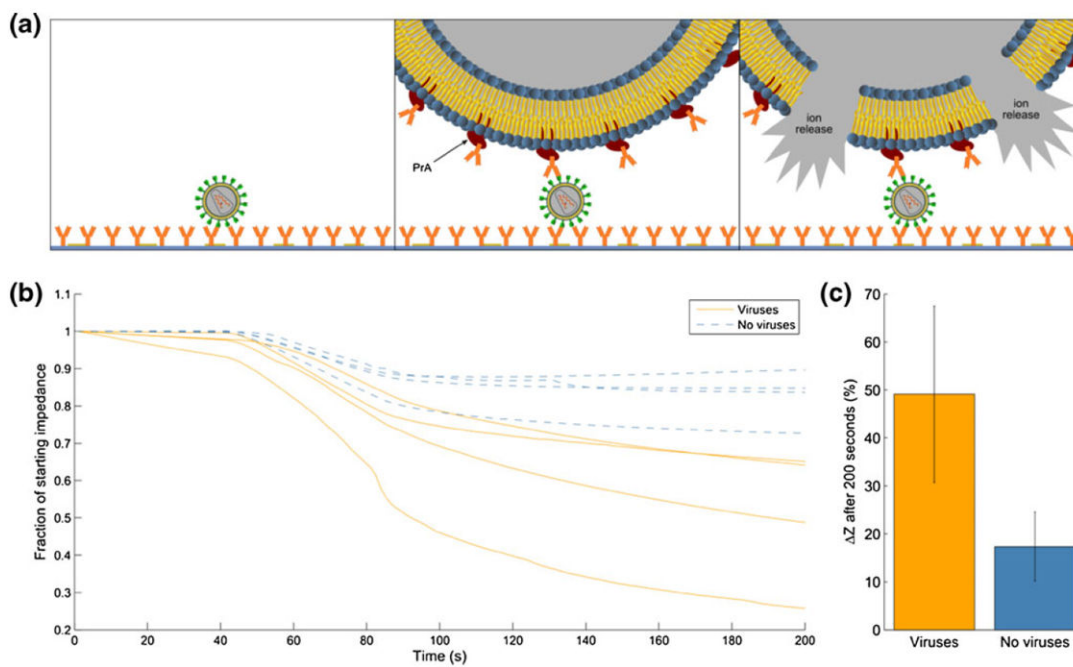 (a)
PrA
ion
release
ion
release
(b)
Fraction of starting impedance
1.1
1
0.9
0.8
0.7
0.6
0.5
0.4
0.3
0.2
0 20 40 60 80 100 120 140 160 180 200
Time (s)
Viruses
No viruses
(c)
ΔZ after 200 seconds (%)
70
60
50
40
30
20
10
0
Viruses No viruses